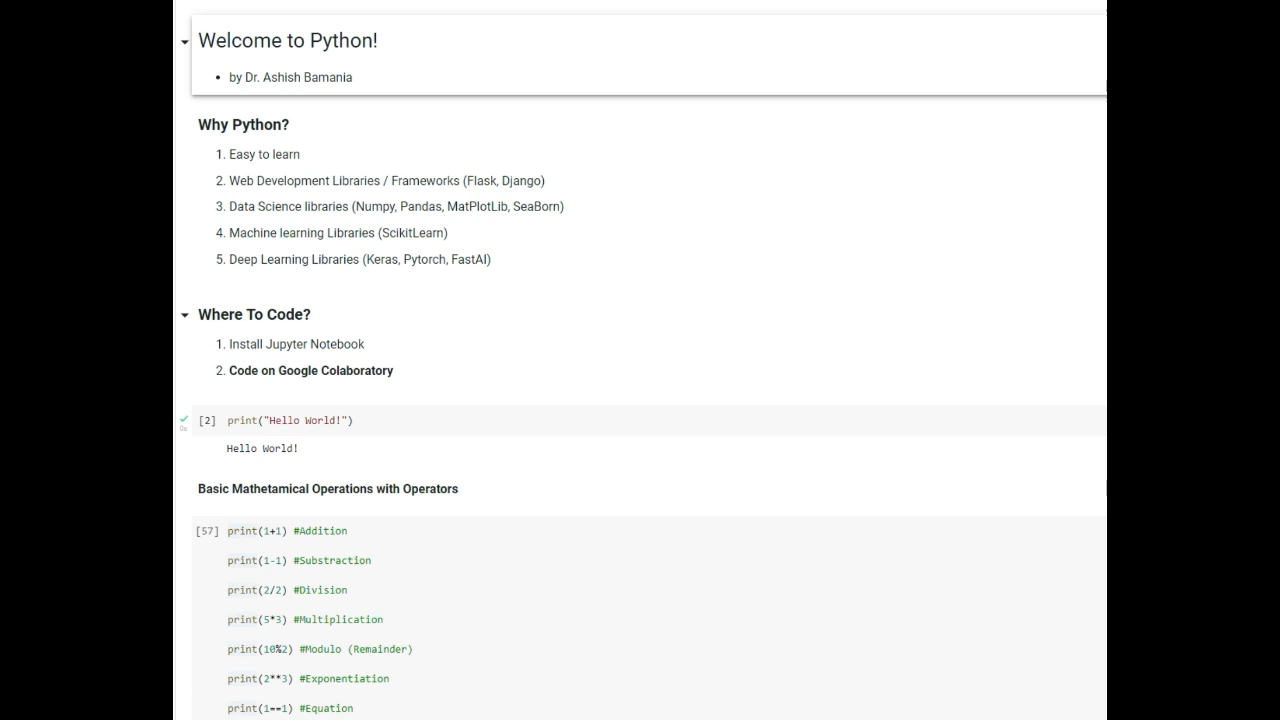 Welcome to Python!
• by Dr. Ashish Bamania
Why Python?
1. Easy to learn
2. Web Development Libraries / Frameworks (Flask, Django)
3. Data Science libraries (Numpy, Pandas, MatPlotLib, SeaBorn)
4. Machine learning Libraries (ScikitLearn)
5. Deep Learning Libraries (Keras, Pytorch, FastAI)
Where To Code?
1. Install Jupyter Notebook
2. Code on Google Colaboratory
[2] print("Hello World!")
0s
Hello World!
Basic Mathetamical Operations with Operators
[57] print(1+1) #Addition
print(1-1) #Substraction
print(2/2) #Division
print(5*3) #Multiplication
print(10%2) #Modulo (Remainder)
print(2**3) #Exponentiation
print(1==1) #Equation